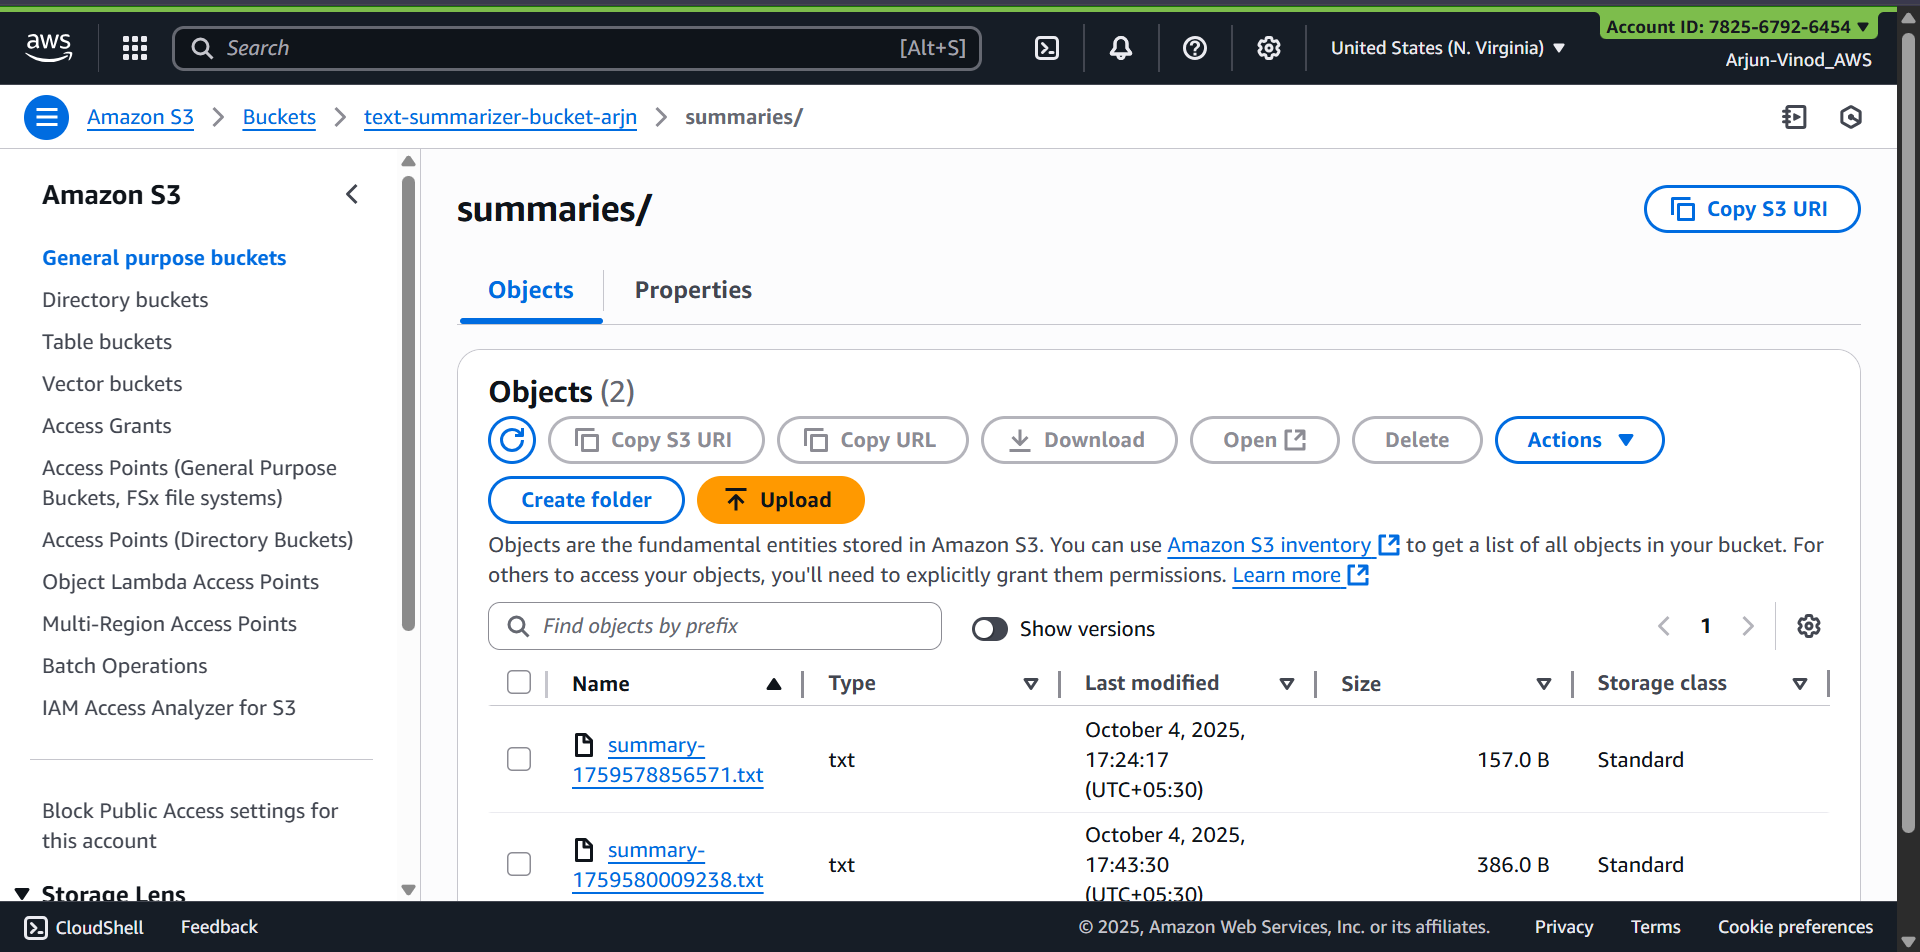 aws
Search
[Alt+S]
United States (N. Virginia)
Account ID: 7825-6792-6454
Arjun-Vinod_AWS
Amazon S3
Buckets
text-summarizer-bucket-arjn
summaries/
Amazon S3
General purpose buckets
Directory buckets
Table buckets
Vector buckets
Access Grants
Access Points (General Purpose
Buckets, FSx file systems)
Access Points (Directory Buckets)
Object Lambda Access Points
Multi-Region Access Points
Batch Operations
IAM Access Analyzer for S3
Block Public Access settings for
this account
Storage Lens
summaries/
Copy S3 URI
Objects
Properties
Objects (2)
Copy S3 URI
Copy URL
Download
Open
Delete
Actions
Create folder
Upload
Objects are the fundamental entities stored in Amazon S3. You can use Amazon S3 inventory to get a list of all objects in your bucket. For
others to access your objects, you'll need to explicitly grant them permissions. Learn more
Find objects by prefix
Show versions
1
Name
Type
Last modified
Size
Storage class
summary-
1759578856571.txt
txt
October 4, 2025,
17:24:17
(UTC+05:30)
157.0 B
Standard
summary-
1759580009238.txt
txt
October 4, 2025,
17:43:30
(UTC+05:30)
386.0 B
Standard
CloudShell
Feedback
© 2025, Amazon Web Services, Inc. or its affiliates.
Privacy
Terms
Cookie preferences